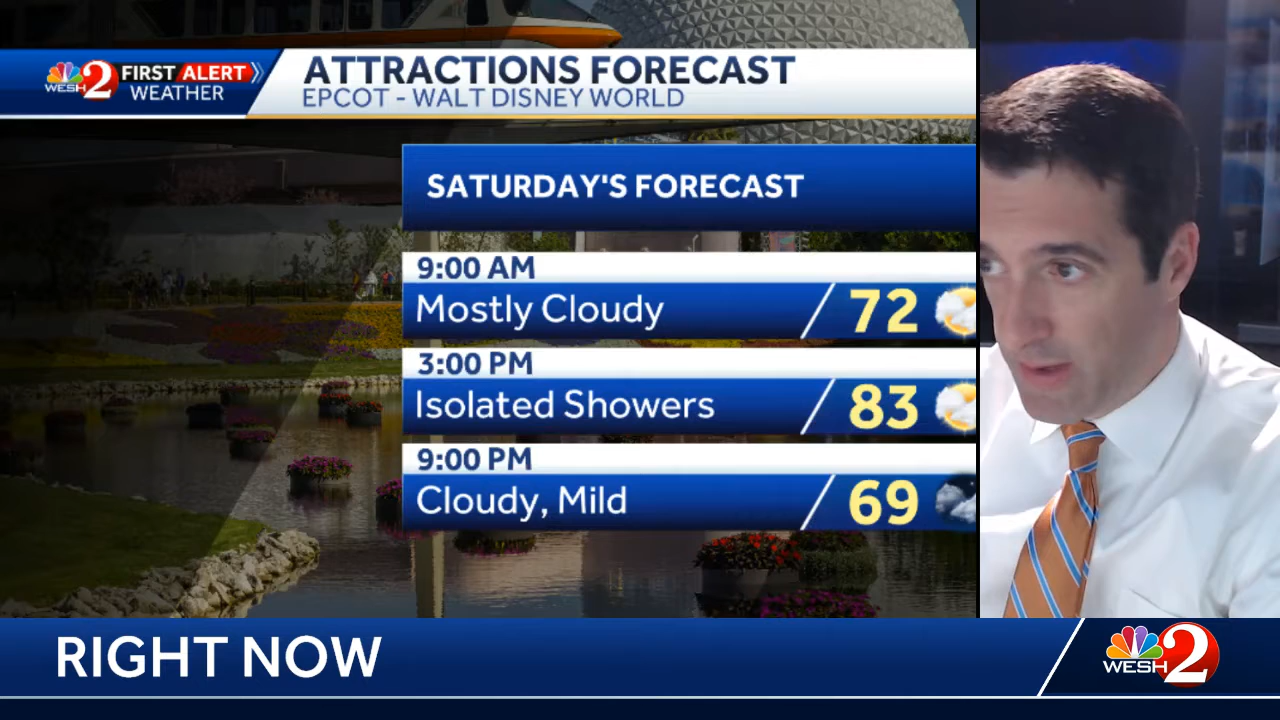 WESH 2 FIRST ALERT
WEATHER
ATTRACTIONS FORECAST
EPCOT - WALT DISNEY WORLD
SATURDAY'S FORECAST
9:00 AM
Mostly Cloudy 72
3:00 PM
Isolated Showers 83
9:00 PM
Cloudy, Mild 69
RIGHT NOW
WESH 2